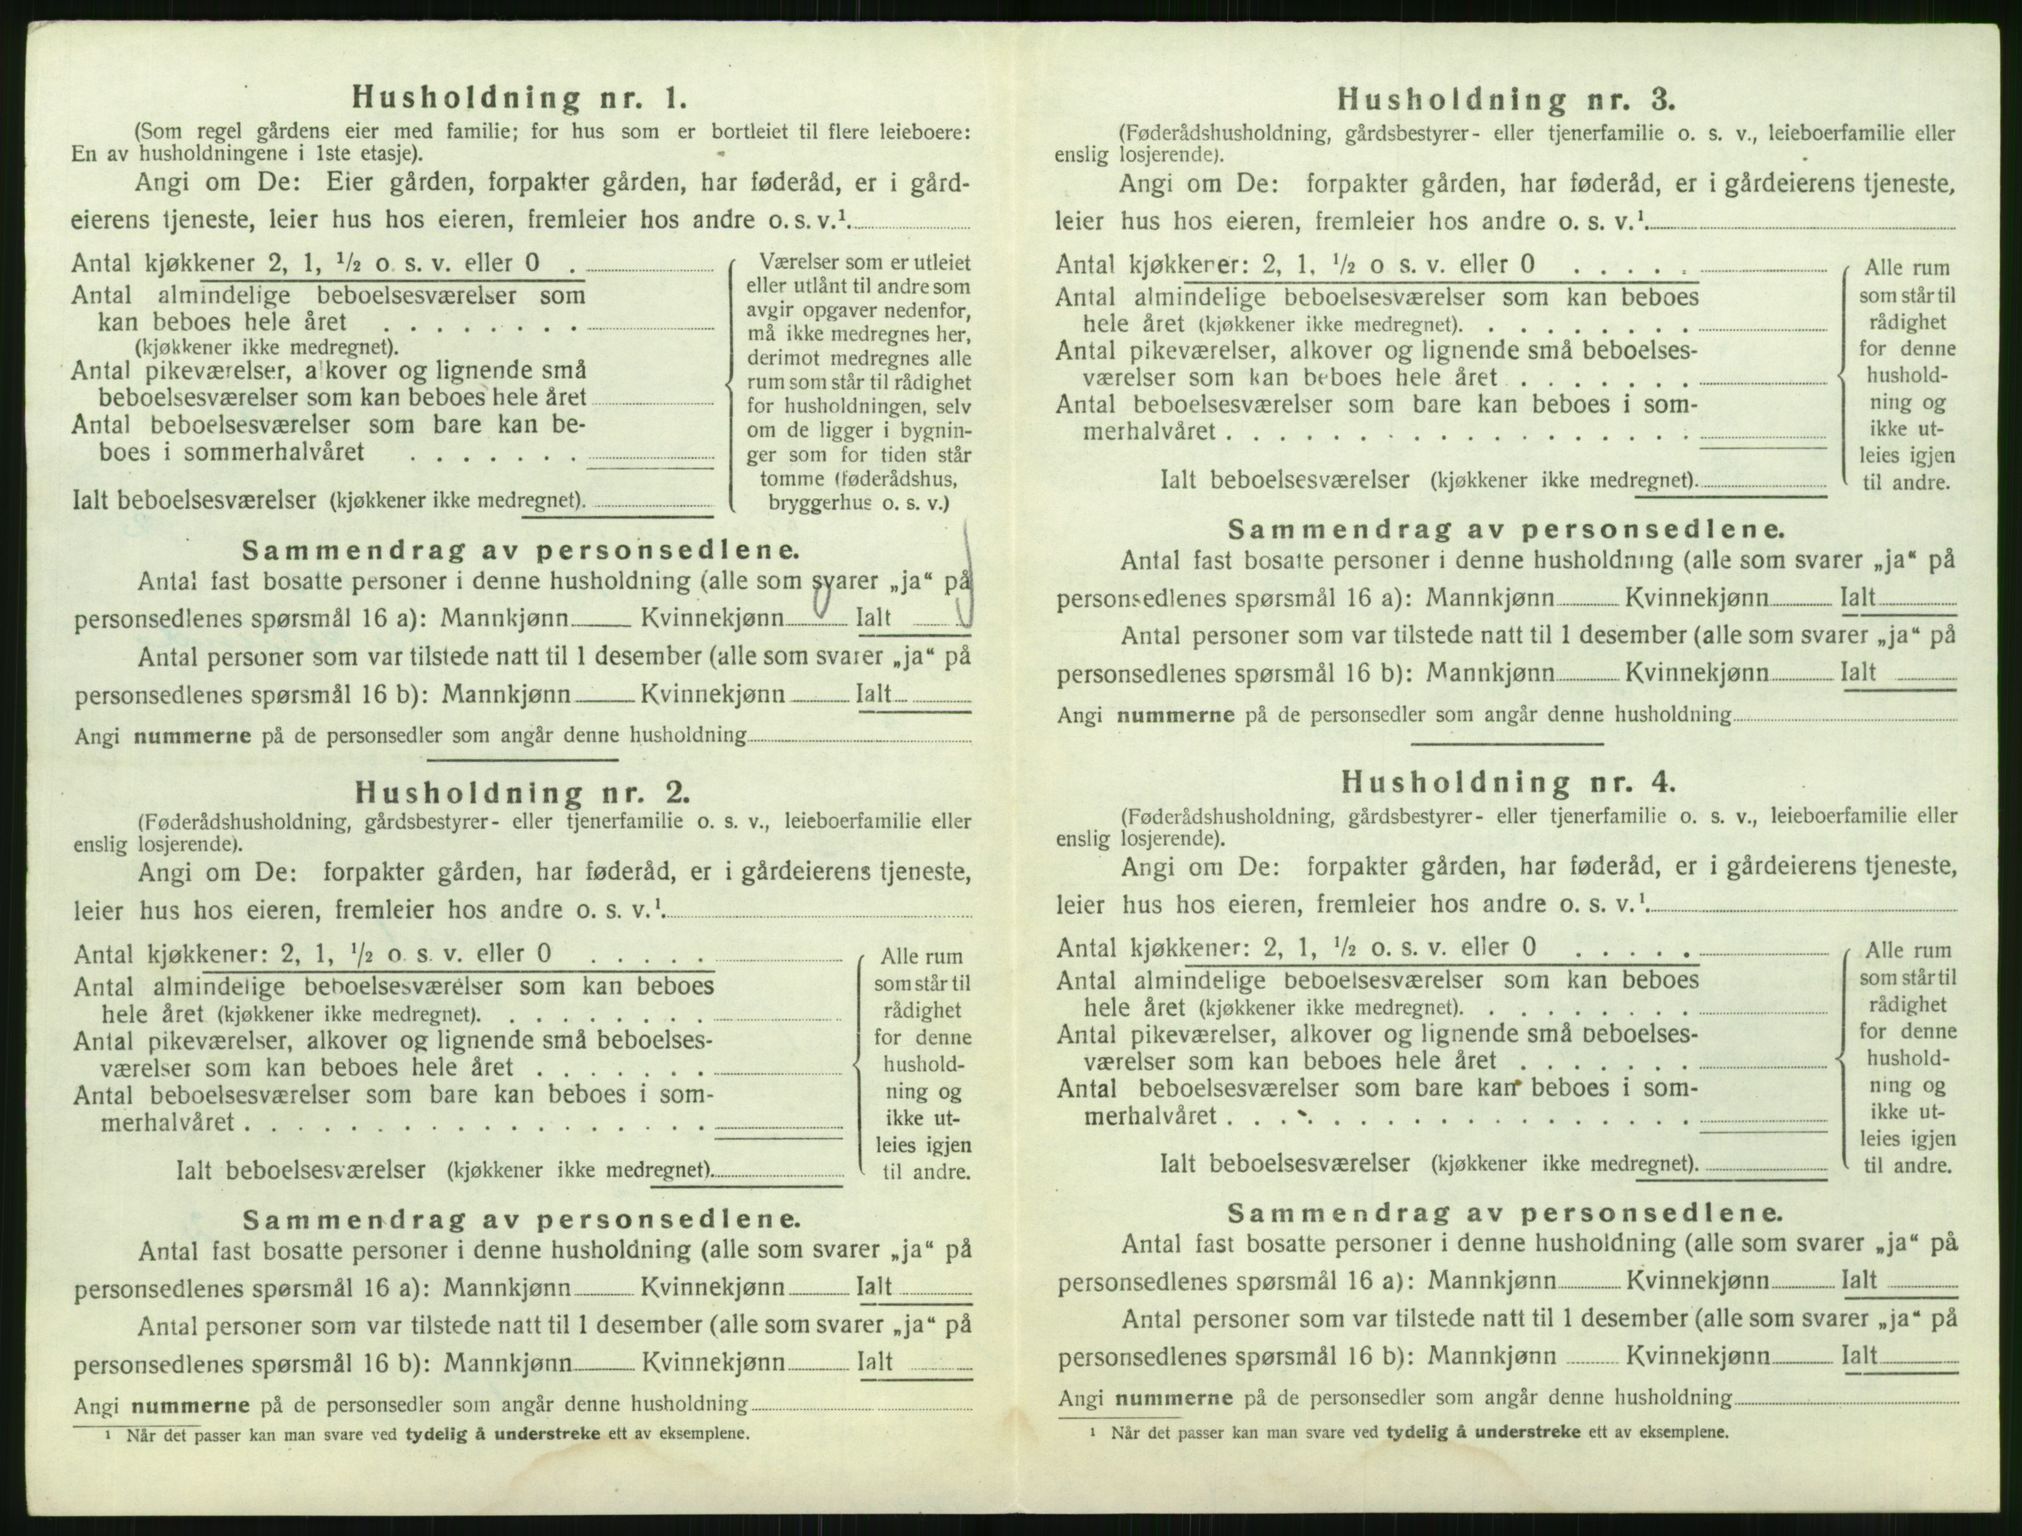 Husholdning nr. 1.
(Som regel gårdens eier med familie; for hus som er bortleiet til flere leieboere:
En av husholdningene i 1ste etasje).
Angi om De: Eier gården, forpakter gården, har føderåd, er i gård-
eierens tjeneste, leier hus hos eieren, fremleier hos andre o. s. v.¹.
Antal kjøkkener 2, 1, ½ o. s. v. eller 0 .
Antal almindelige beboelsesværelser som
kan beboes hele året . . . . . . . .
(kjøkkener ikke medregnet).
Antal pikeværelser, alkover og lignende små
beboelsesværelser som kan beboes hele året
Antal beboelsesværelser som bare kan be-
boes i sommerhalvåret . . . . . . .
Ialt beboelsesværelser (kjøkkener ikke medregnet).
Værelser som er utleiet
eller utlånt til andre som
avgir opgaver nedenfor,
må ikke medregnes her,
derimot medregnes alle
rum som står til rådighet
for husholdningen, selv
om de ligger i bygnin-
ger som for tiden står
tomme (føderådshus,
bryggerhus o. s. v.)
Sammendrag av personsedlene.
Antal fast bosatte personer i denne husholdning (alle som svarer „ja“ på
personsedlenes spørsmål 16 a): Mannkjønn Kvinnekjønn Ialt
Antal personer som var tilstede natt til 1 desember (alle som svarer „ja“ på
personsedlenes spørsmål 16 b): Mannkjønn Kvinnekjønn Ialt
Angi nummerne på de personsedler som angår denne husholdning
Husholdning nr. 2.
(Føderådshusholdning, gårdsbestyrer- eller tjenerfamilie o. s. v., leieboerfamilie eller
enslig losjerende).
Angi om De: forpakter gården, har føderåd, er i gårdeierens tjeneste,
leier hus hos eieren, fremleier hos andre o. s. v.¹.
Antal kjøkkener: 2, 1, ½ o. s. v. eller 0 . . . . .
Antal almindelige beboelsesværelser som kan beboes
hele året (kjøkkener ikke medregnet). . . . . . . . .
Antal pikeværelser, alkover og lignende små beboelses-
værelser som kan beboes hele året . . . . . . .
Antal beboelsesværelser som bare kan beboes i som-
merhalvåret . . . . . . . . . . . . . . . . . .
Ialt beboelsesværelser (kjøkkener ikke medregnet).
Alle rum
som står til
rådighet
for denne
hushold-
ning og
ikke ut-
leies igjen
til andre.
Sammendrag av personsedlene.
Antal fast bosatte personer i denne husholdning (alle som svarer „ja“ på
personsedlenes spørsmål 16 a): Mannkjønn Kvinnekjønn Ialt
Antal personer som var tilstede natt til 1 desember (alle som svarer „ja“ på
personsedlenes spørsmål 16 b): Mannkjønn Kvinnekjønn Ialt
Angi nummerne på de personsedler som angår denne husholdning
¹ Når det passer kan man svare ved tydelig å understreke ett av eksemplene.
Husholdning nr. 3.
(Føderådshusholdning, gårdsbestyrer- eller tjenerfamilie o. s. v., leieboerfamilie eller
enslig losjerende).
Angi om De: forpakter gården, har føderåd, er i gårdeierens tjeneste,
leier hus hos eieren, fremleier hos andre o. s. v.¹.
Antal kjøkkener: 2, 1, ½ o s. v. eller 0 . . . . .
Antal almindelige beboelsesværelser som kan beboes
hele året (kjøkkener ikke medregnet). . . . . . . . .
Antal pikeværelser, alkover og lignende små beboelses-
værelser som kan beboes hele året . . . . . . .
Antal beboelsesværelser som bare kan beboes i som-
merhalvåret . . . . . . . . . . . . . . . . . .
Ialt beboelsesværelser (kjøkkener ikke medregnet).
Alle rum
som står til
rådighet
for denne
hushold-
ning og
ikke ut-
leies igjen
til andre.
Sammendrag av personsedlene.
Antal fast bosatte personer i denne husholdning (alle som svarer „ja“ på
personsedlenes spørsmål 16 a): Mannkjønn Kvinnekjønn Ialt
Antal personer som var tilstede natt til 1 desember (alle som svarer „ja“ på
personsedlenes spørsmål 16 b): Mannkjønn Kvinnekjønn Ialt
Angi nummerne på de personsedler som angår denne husholdning
Husholdning nr. 4.
(Føderådshusholdning, gårdsbestyrer- eller tjenerfamilie o. s. v., leieboerfamilie eller
enslig losjerende).
Angi om De: forpakter gården, har føderåd, er i gårdeierens tjeneste,
leier hus hos eieren, fremleier hos andre o. s. v.¹.
Antal kjøkkener: 2, 1, ½ o. s. v. eller 0 . . . . .
Antal almindelige beboelsesværelser som kan beboes
hele året (kjøkkener ikke medregnet). . . . . . . . .
Antal pikeværelser, alkover og lignende små beboelses-
værelser som kan beboes hele året . . . . . . .
Antal beboelsesværelser som bare kan beboes i som-
merhalvåret . . . . . . . . . . . . . . . . . .
Ialt beboelsesværelser (kjøkkener ikke medregnet).
Alle rum
som står til
rådighet
for denne
hushold-
ning og
ikke ut-
leies igjen
til andre.
Sammendrag av personsedlene.
Antal fast bosatte personer i denne husholdning (alle som svarer „ja“ på
personsedlenes spørsmål 16 a): Mannkjønn Kvinnekjønn Ialt
Antal personer som var tilstede natt til 1 desember (alle som svarer „ja“ på
personsedlenes spørsmål 16 b): Mannkjønn Kvinnekjønn Ialt
Angi nummerne på de personsedler som angår denne husholdning
¹ Når det passer kan man svare ved tydelig å understreke ett av eksemplene.